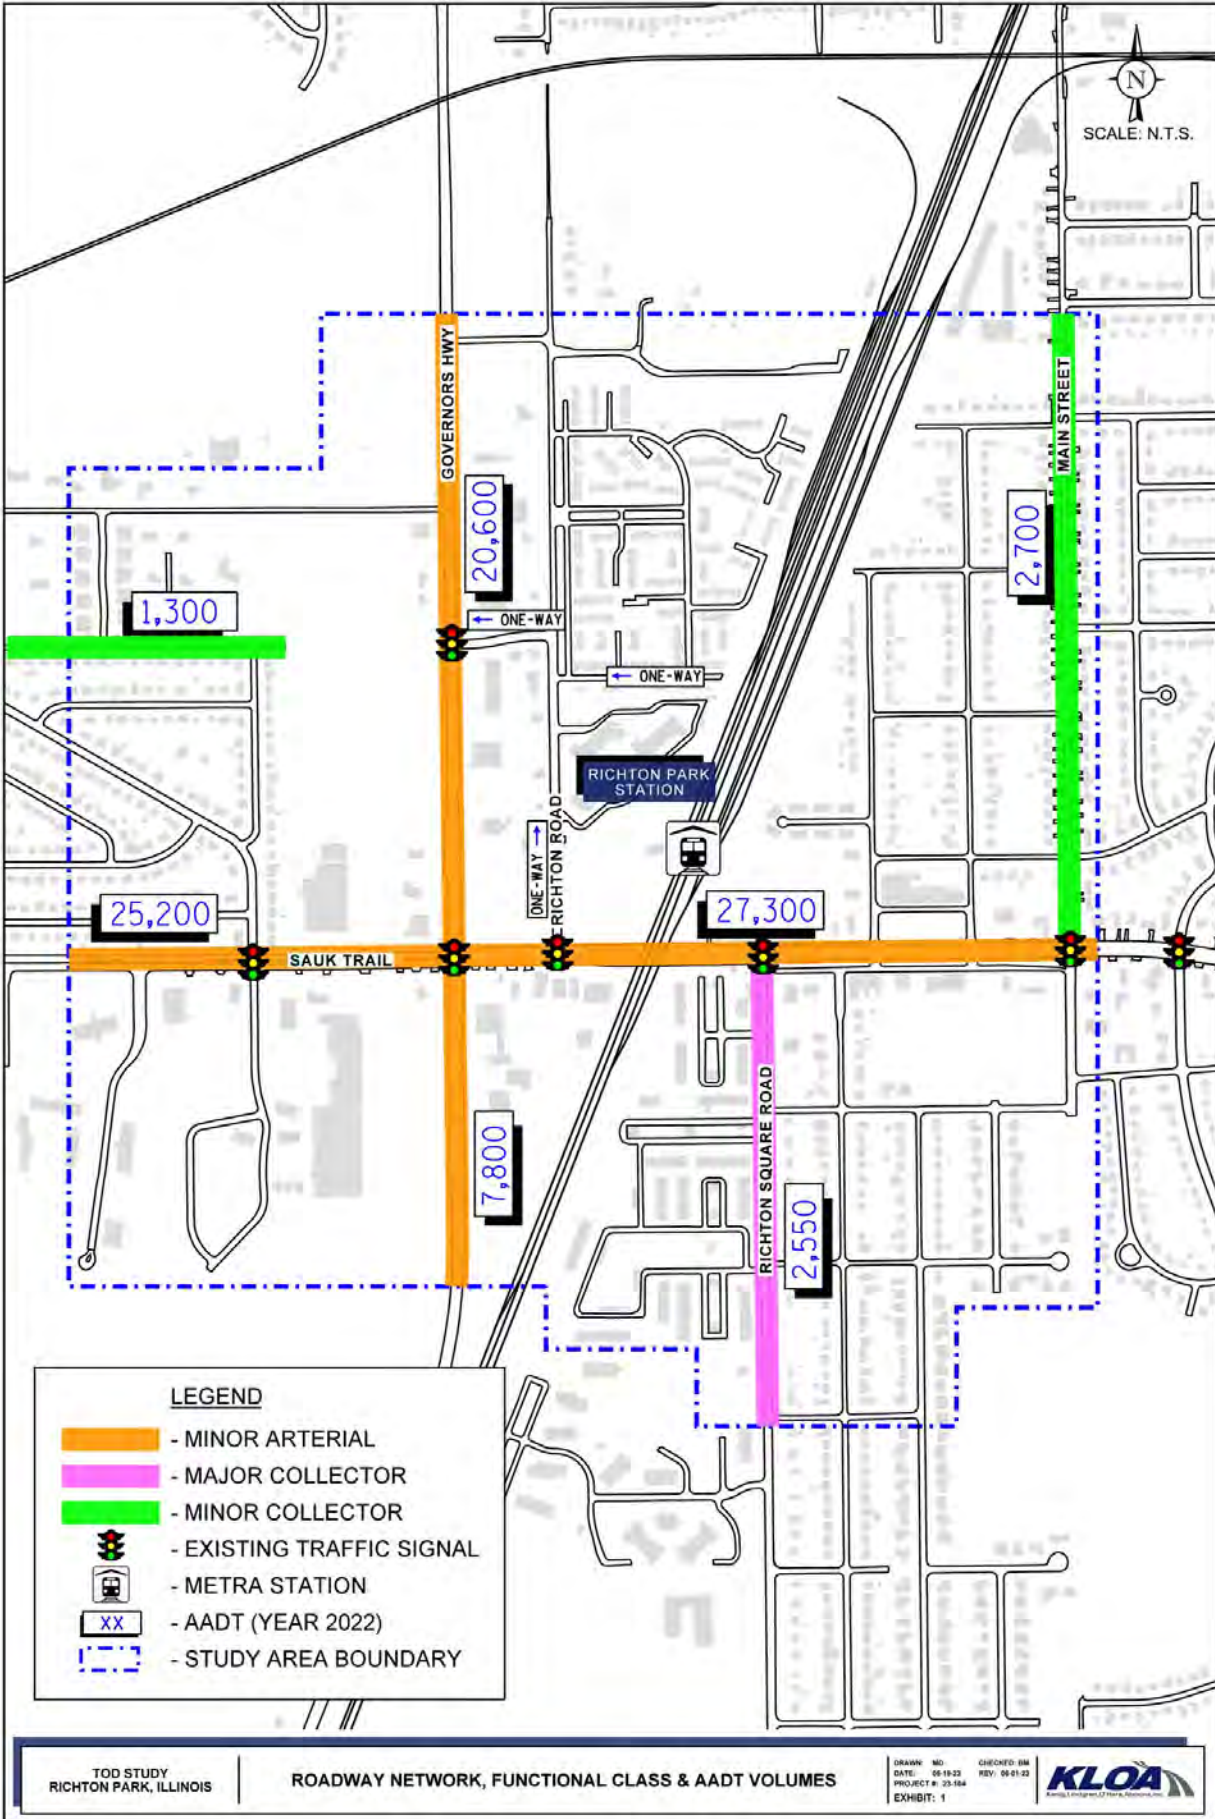 N
SCALE: N.T.S.
GOVERNORS HWY
MAIN STREET
20,600
2,700
1,300
← ONE-WAY
← ONE-WAY
RICHTON PARK
STATION
ONE-WAY →
RICHTON ROAD
25,200
27,300
SAUK TRAIL
7,800
RICHTON SQUARE ROAD
2,550
LEGEND
- MINOR ARTERIAL
- MAJOR COLLECTOR
- MINOR COLLECTOR
- EXISTING TRAFFIC SIGNAL
- METRA STATION
XX - AADT (YEAR 2022)
- STUDY AREA BOUNDARY
TOD STUDY
RICHTON PARK, ILLINOIS
ROADWAY NETWORK, FUNCTIONAL CLASS & AADT VOLUMES
DRAWN: MD CHECKED: BM
DATE:
REV:
PROJECT #:
EXHIBIT: 1
KLOA